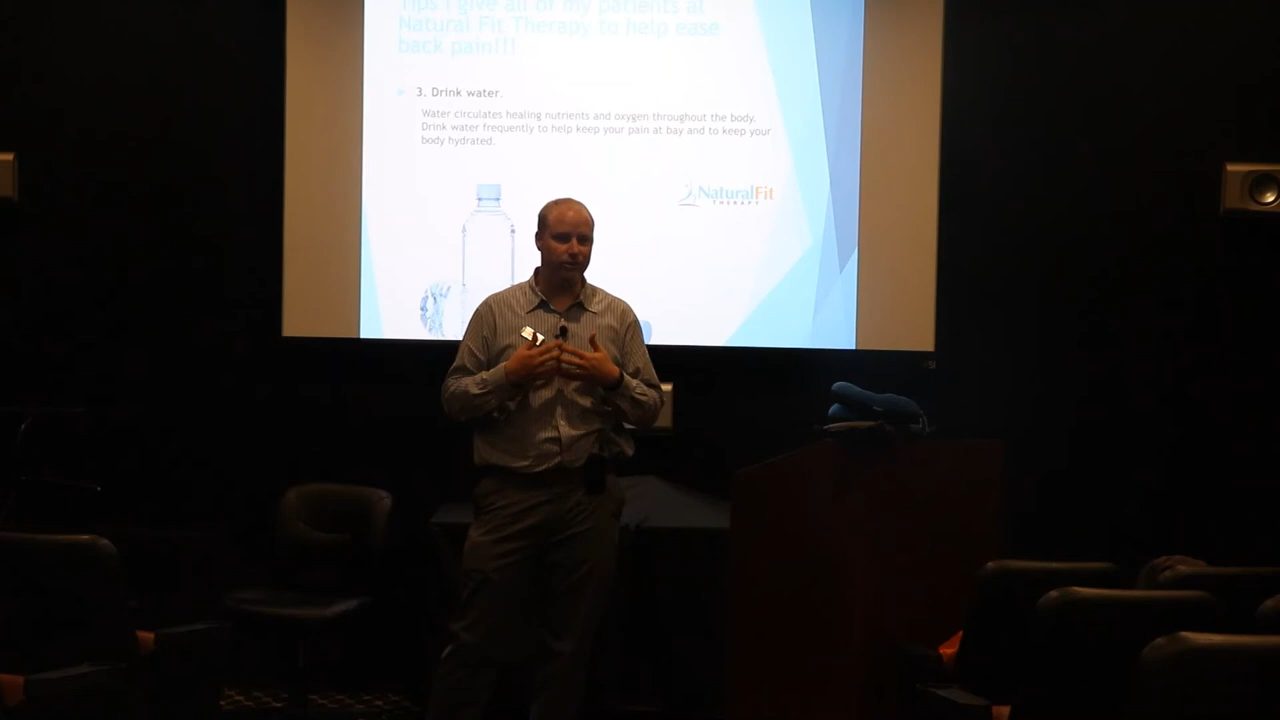 Tips I give all of my patients at
Natural Fit Therapy to help ease
back pain!!!
3. Drink water.
Water circulates healing nutrients and oxygen throughout the body.
Drink water frequently to help keep your pain at bay and to keep your
body hydrated.
NaturalFit
THERAPY